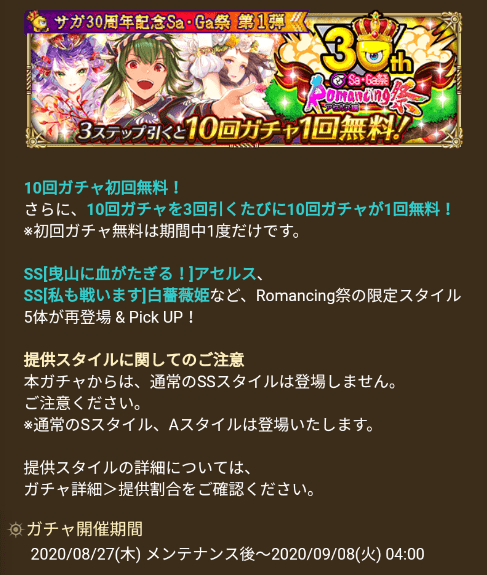 サガ30周年記念Sa・Ga祭 第1弾
30th
Sa・Ga祭
Romancing祭
3ステップ引くと10回ガチャ1回無料!
10回ガチャ初回無料！
さらに、10回ガチャを3回引くたびに10回ガチャが1回無料！
※初回ガチャ無料は期間中1度だけです。
SS[曳山に血がたぎる！]アセルス、
SS[私も戦います]白薔薇姫など、Romancing祭の限定スタイル
5体が再登場 & Pick UP！
提供スタイルに関してのご注意
本ガチャからは、通常のSSスタイルは登場しません。
ご注意ください。
※通常のSスタイル、Aスタイルは登場いたします。
提供スタイルの詳細については、
ガチャ詳細＞提供割合をご確認ください。
ガチャ開催期間
2020/08/27(木) メンテナンス後～2020/09/08(火) 04:00